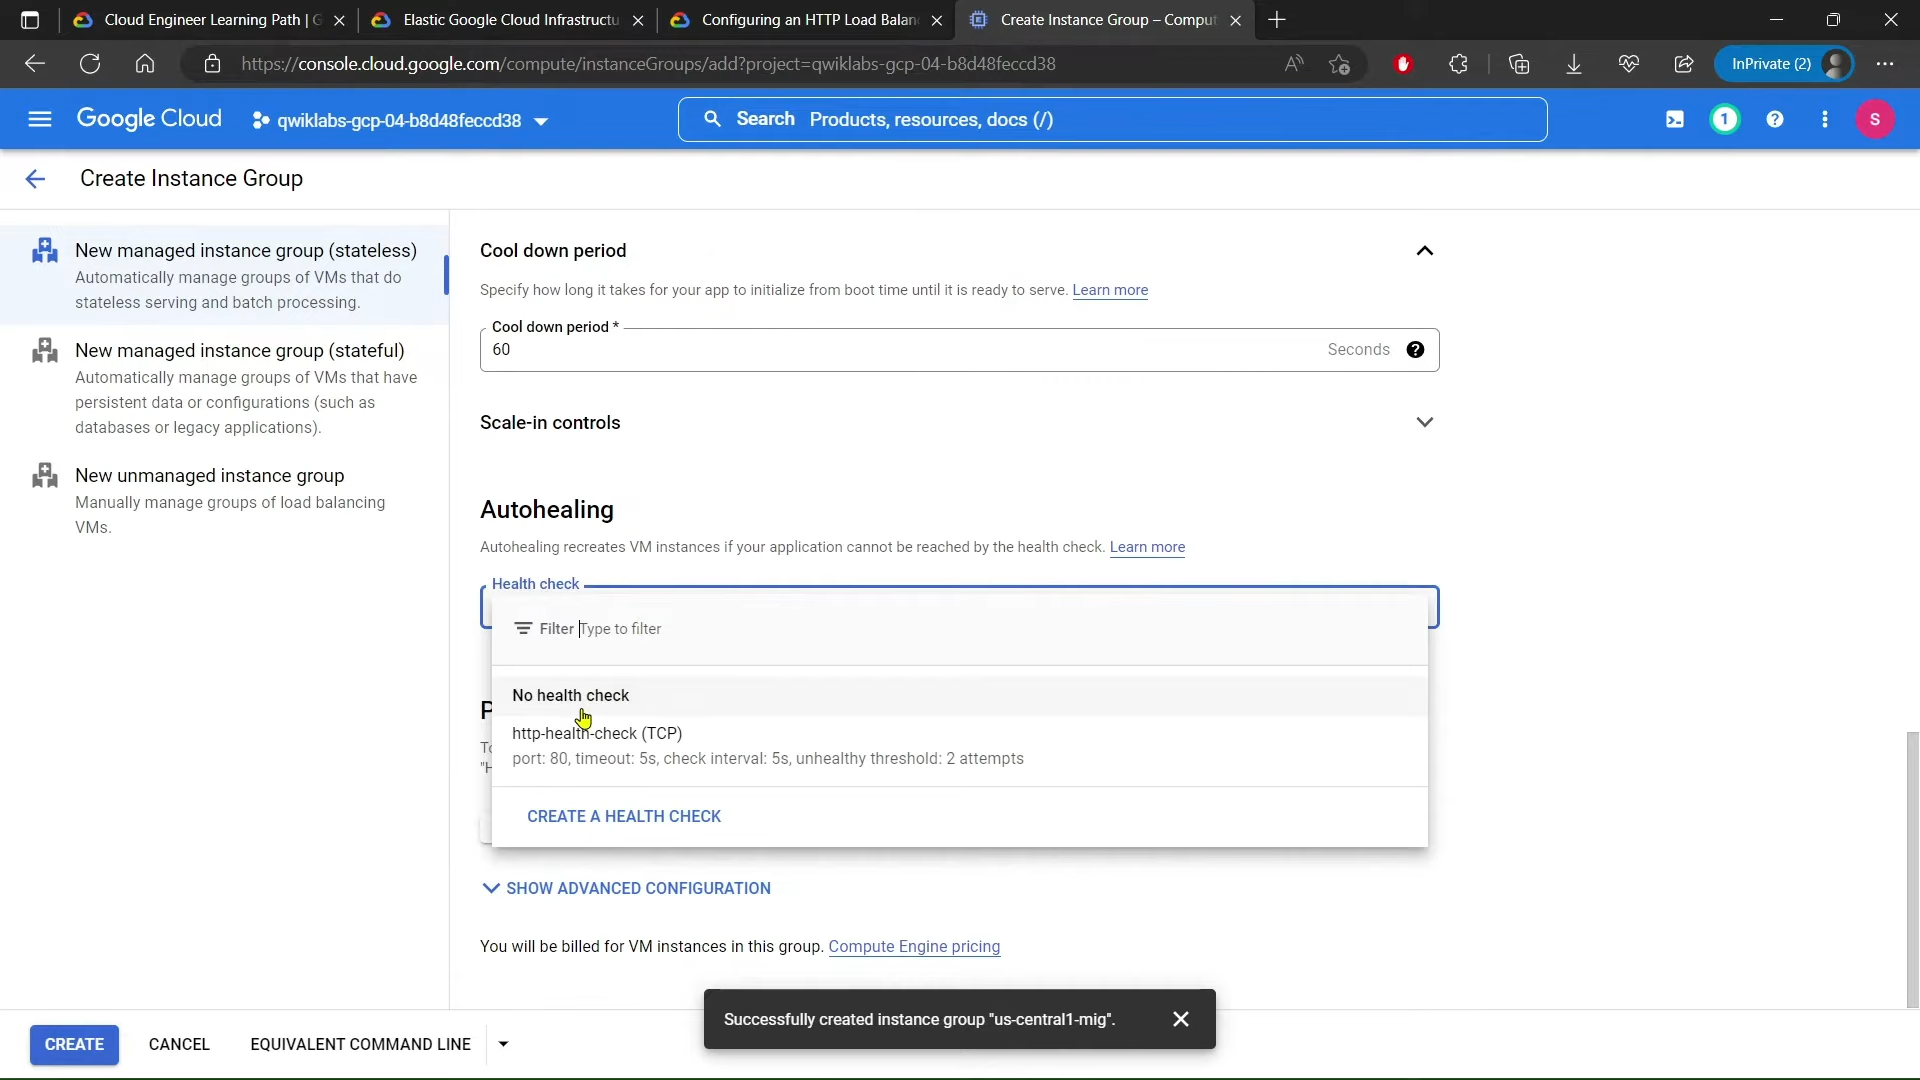 Cloud Engineer Learning Path | G
Elastic Google Cloud Infrastructu
Configuring an HTTP Load Balan
Create Instance Group – Comput
https://console.cloud.google.com/compute/instanceGroups/add?project=qwiklabs-gcp-04-b8d48feccd38
InPrivate (2)
Google Cloud
qwiklabs-gcp-04-b8d48feccd38
Search Products, resources, docs (/)
1
S
Create Instance Group
New managed instance group (stateless)
Automatically manage groups of VMs that do
stateless serving and batch processing.
New managed instance group (stateful)
Automatically manage groups of VMs that have
persistent data or configurations (such as
databases or legacy applications).
New unmanaged instance group
Manually manage groups of load balancing
VMs.
Cool down period
Specify how long it takes for your app to initialize from boot time until it is ready to serve. Learn more
Cool down period *
60 Seconds
Scale-in controls
Autohealing
Autohealing recreates VM instances if your application cannot be reached by the health check. Learn more
Health check
Filter Type to filter
No health check
http-health-check (TCP)
port: 80, timeout: 5s, check interval: 5s, unhealthy threshold: 2 attempts
CREATE A HEALTH CHECK
SHOW ADVANCED CONFIGURATION
You will be billed for VM instances in this group. Compute Engine pricing
Successfully created instance group "us-central1-mig".
CREATE
CANCEL
EQUIVALENT COMMAND LINE